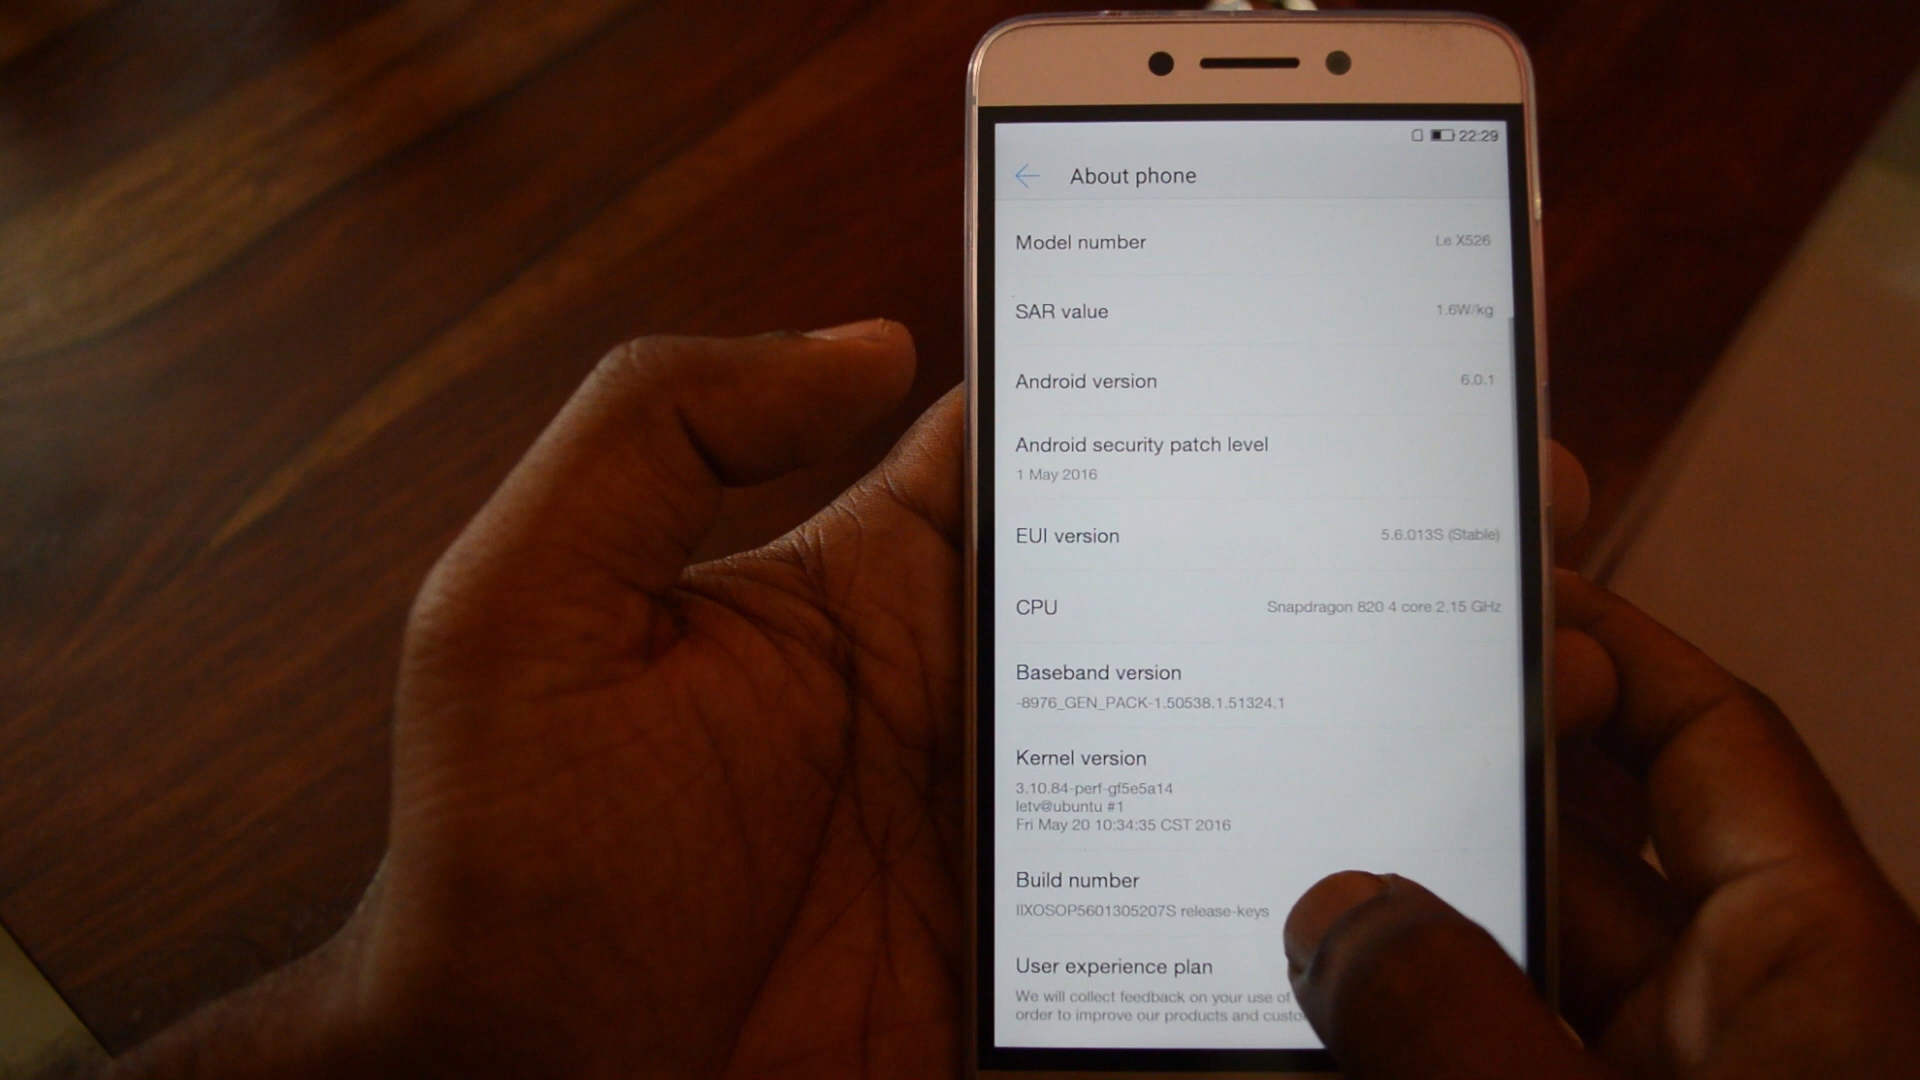 22:29
About phone
Model number Le X526
SAR value 1.6W/kg
Android version 6.0.1
Android security patch level
1 May 2016
EUI version 5.6.013S (Stable)
CPU Snapdragon 820 4 core 2.15 GHz
Baseband version
-8976_GEN_PACK-1.50538.1.51324.1
Kernel version
3.10.84-perf-gf5e5a14
letv@ubuntu #1
Fri May 20 10:34:35 CST 2016
Build number
IIXOSOP5601305207S release-keys
User experience plan
We will collect feedback on your use of
order to improve our products and